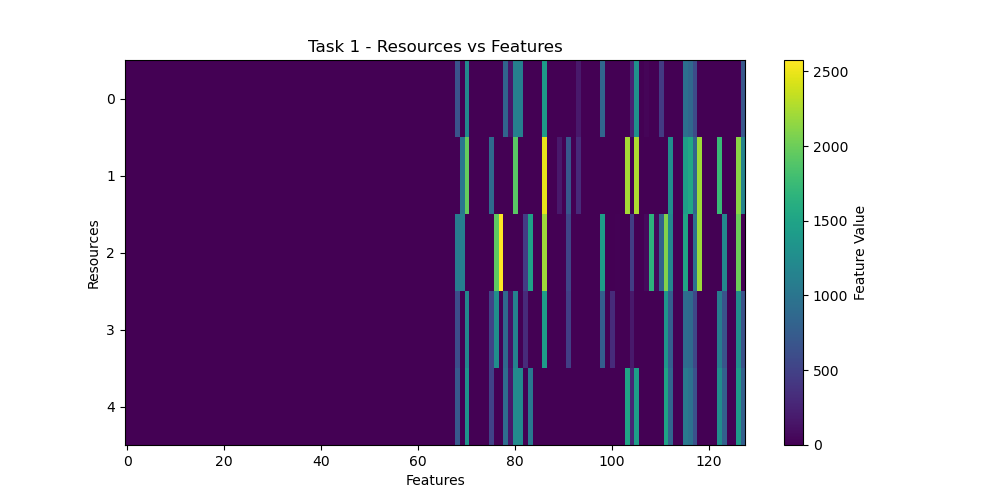 Task 1 - Resources vs Features
Resources
0
1
2
3
4
0 20 40 60 80 100 120
Features
2500
2000
1500
1000
500
0
Feature Value